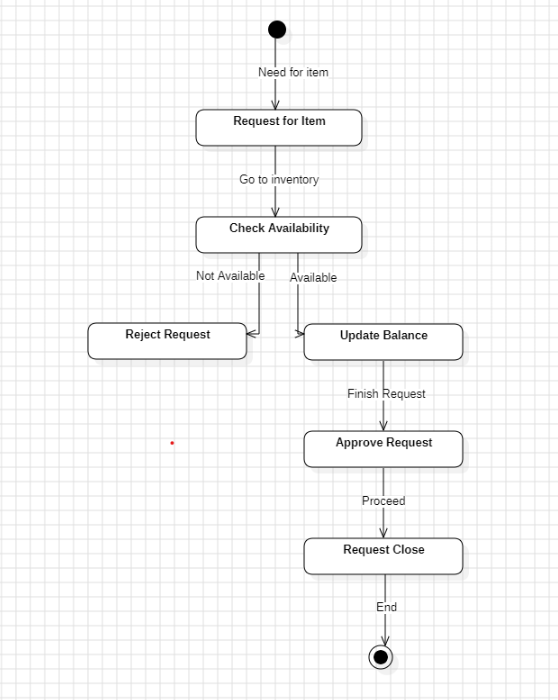 Need for item
Request for Item
Go to inventory
Check Availability
Not Available
Available
Reject Request
Update Balance
Finish Request
Approve Request
Proceed
Request Close
End